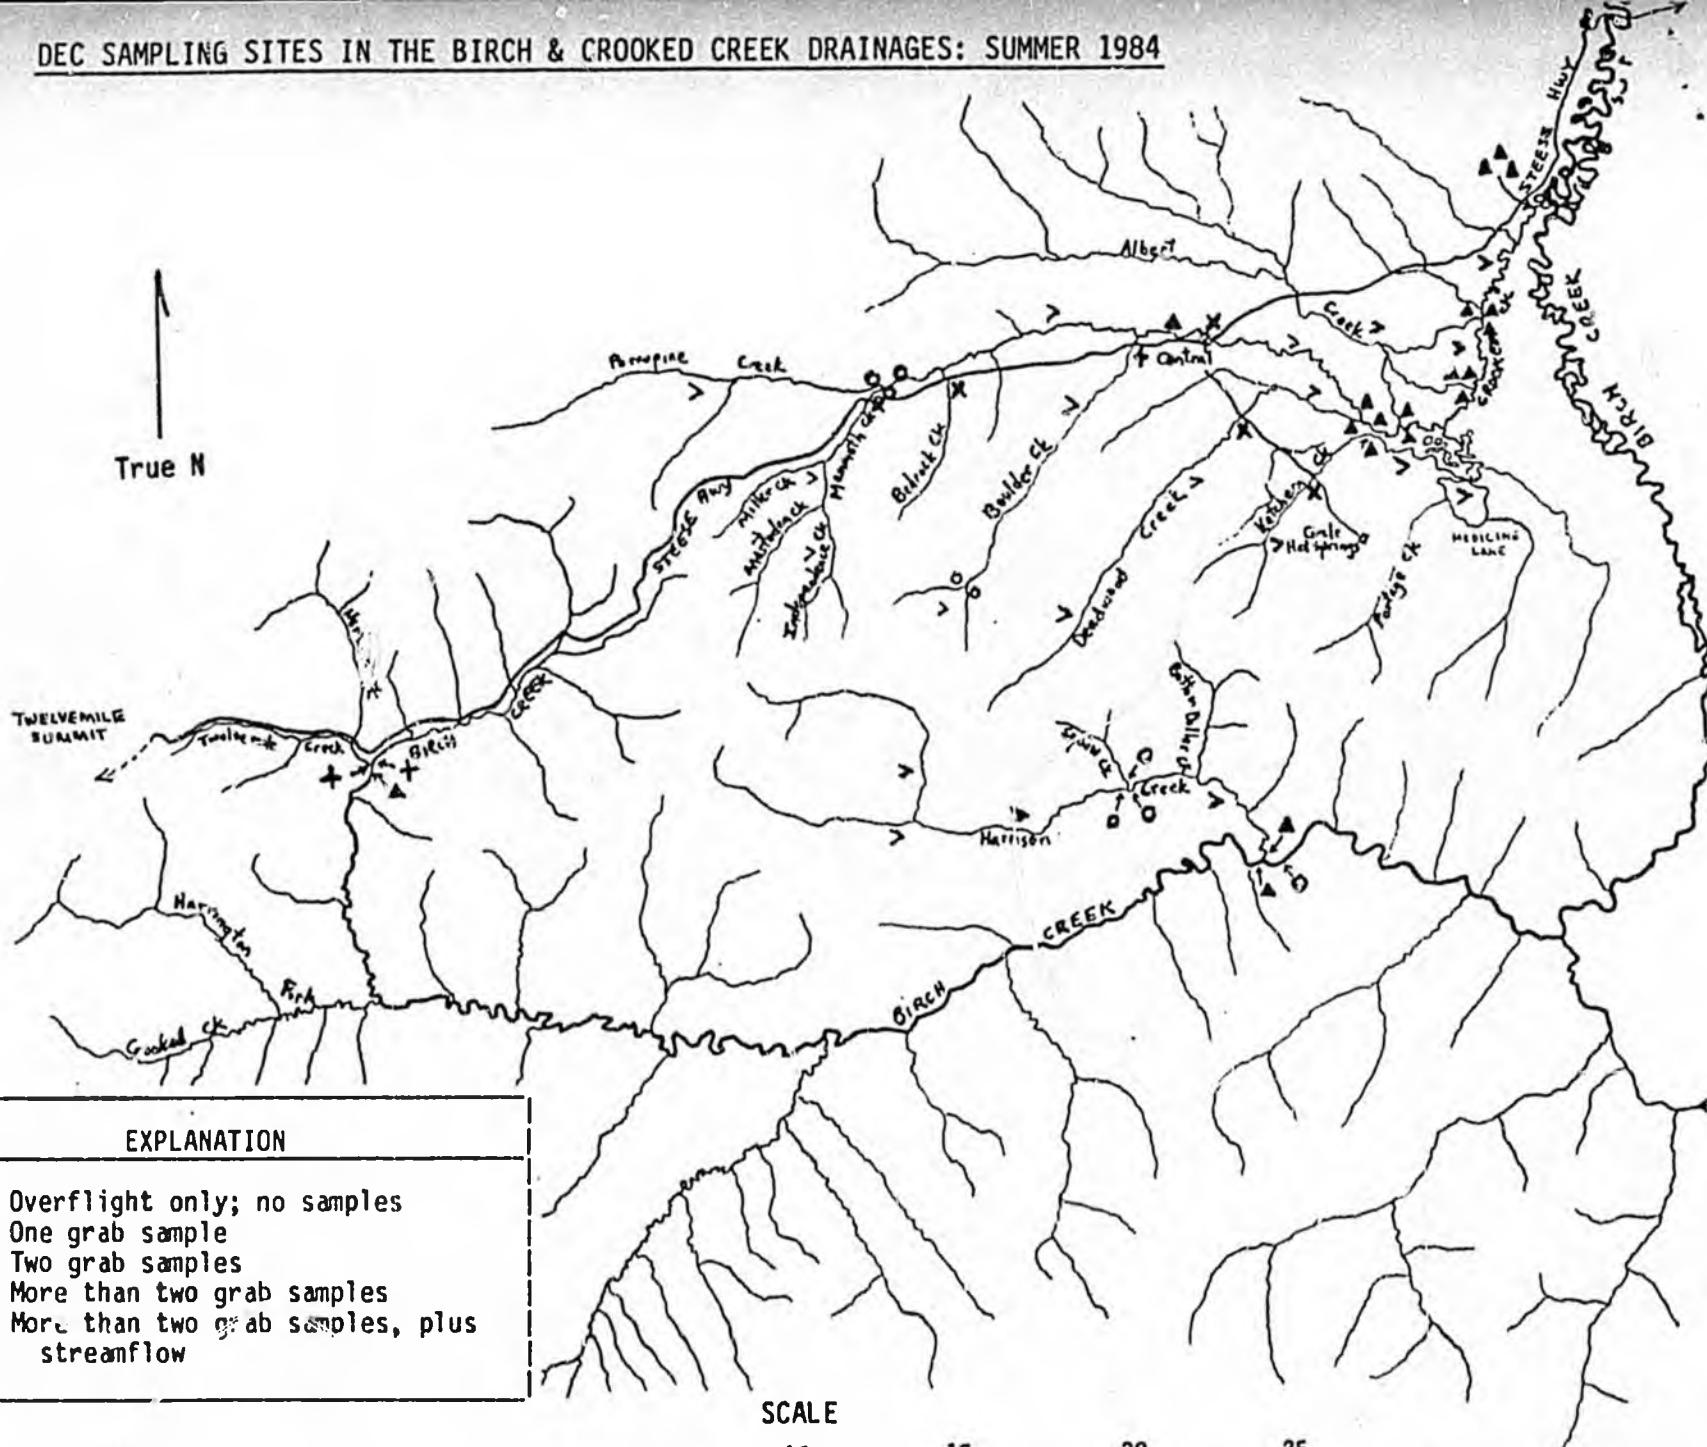 DEC SAMPLING SITES IN THE BIRCH & CROOKED CREEK DRAINAGES: SUMMER 1984
STEESE HWY
Albert
Creek
CROOKED CK
BIRCH CREEK
Porcupine Creek
Central
Mammoth Ck
Bedrock Ck
Boulder Ck
Deadwood Creek
Ketchem Ck
Circle
Hot Springs
Portage Ck
MEDICINE
LAKE
True N
STEESE Hwy
Miller Ck
Mastodon Ck
Independence Ck
TWELVEMILE
SUMMIT
Twelvemile Creek
BIRCH CREEK
Harrison Creek
Bottom Dollar Ck
Harrington
Fork
Crooked Ck
BIRCH CREEK
EXPLANATION
Overflight only; no samples
One grab sample
Two grab samples
More than two grab samples
More than two grab samples, plus
streamflow
SCALE